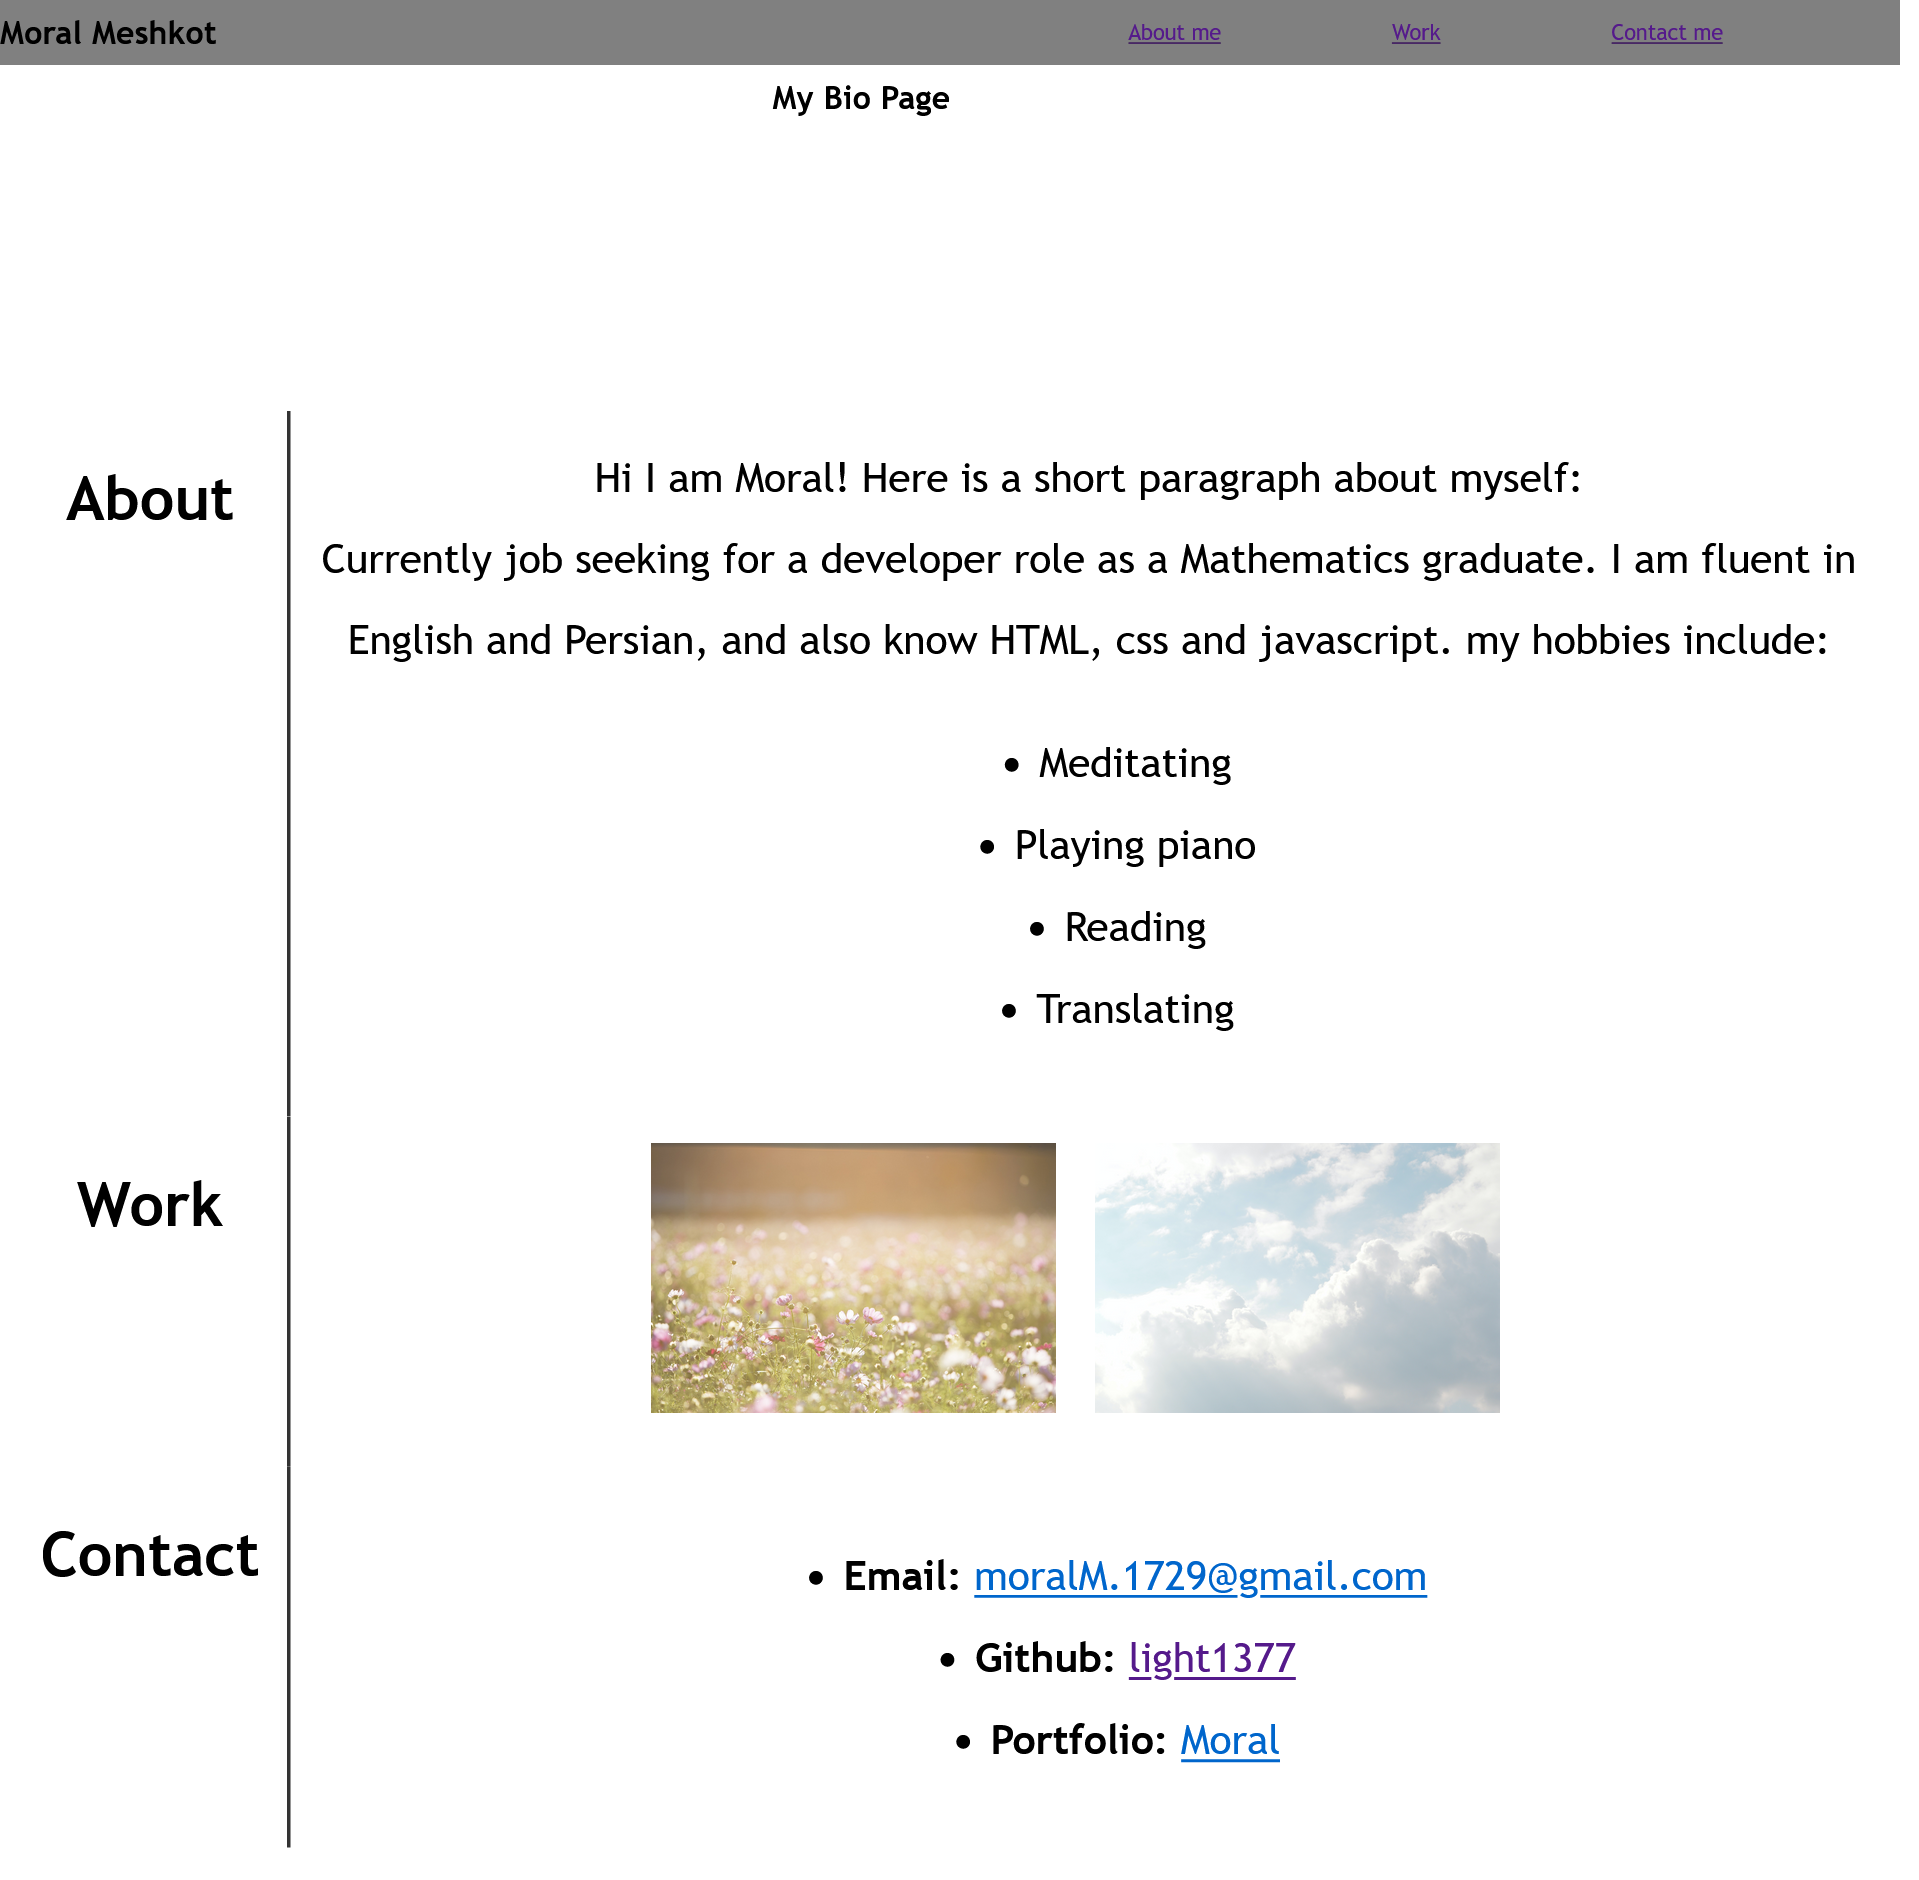 Moral Meshkot
About me
Work
Contact me
My Bio Page
About
Hi I am Moral! Here is a short paragraph about myself:
Currently job seeking for a developer role as a Mathematics graduate. I am fluent in
English and Persian, and also know HTML, css and javascript. my hobbies include:
• Meditating
• Playing piano
• Reading
• Translating
Work
Contact
• Email: moralM.1729@gmail.com
• Github: light1377
• Portfolio: Moral